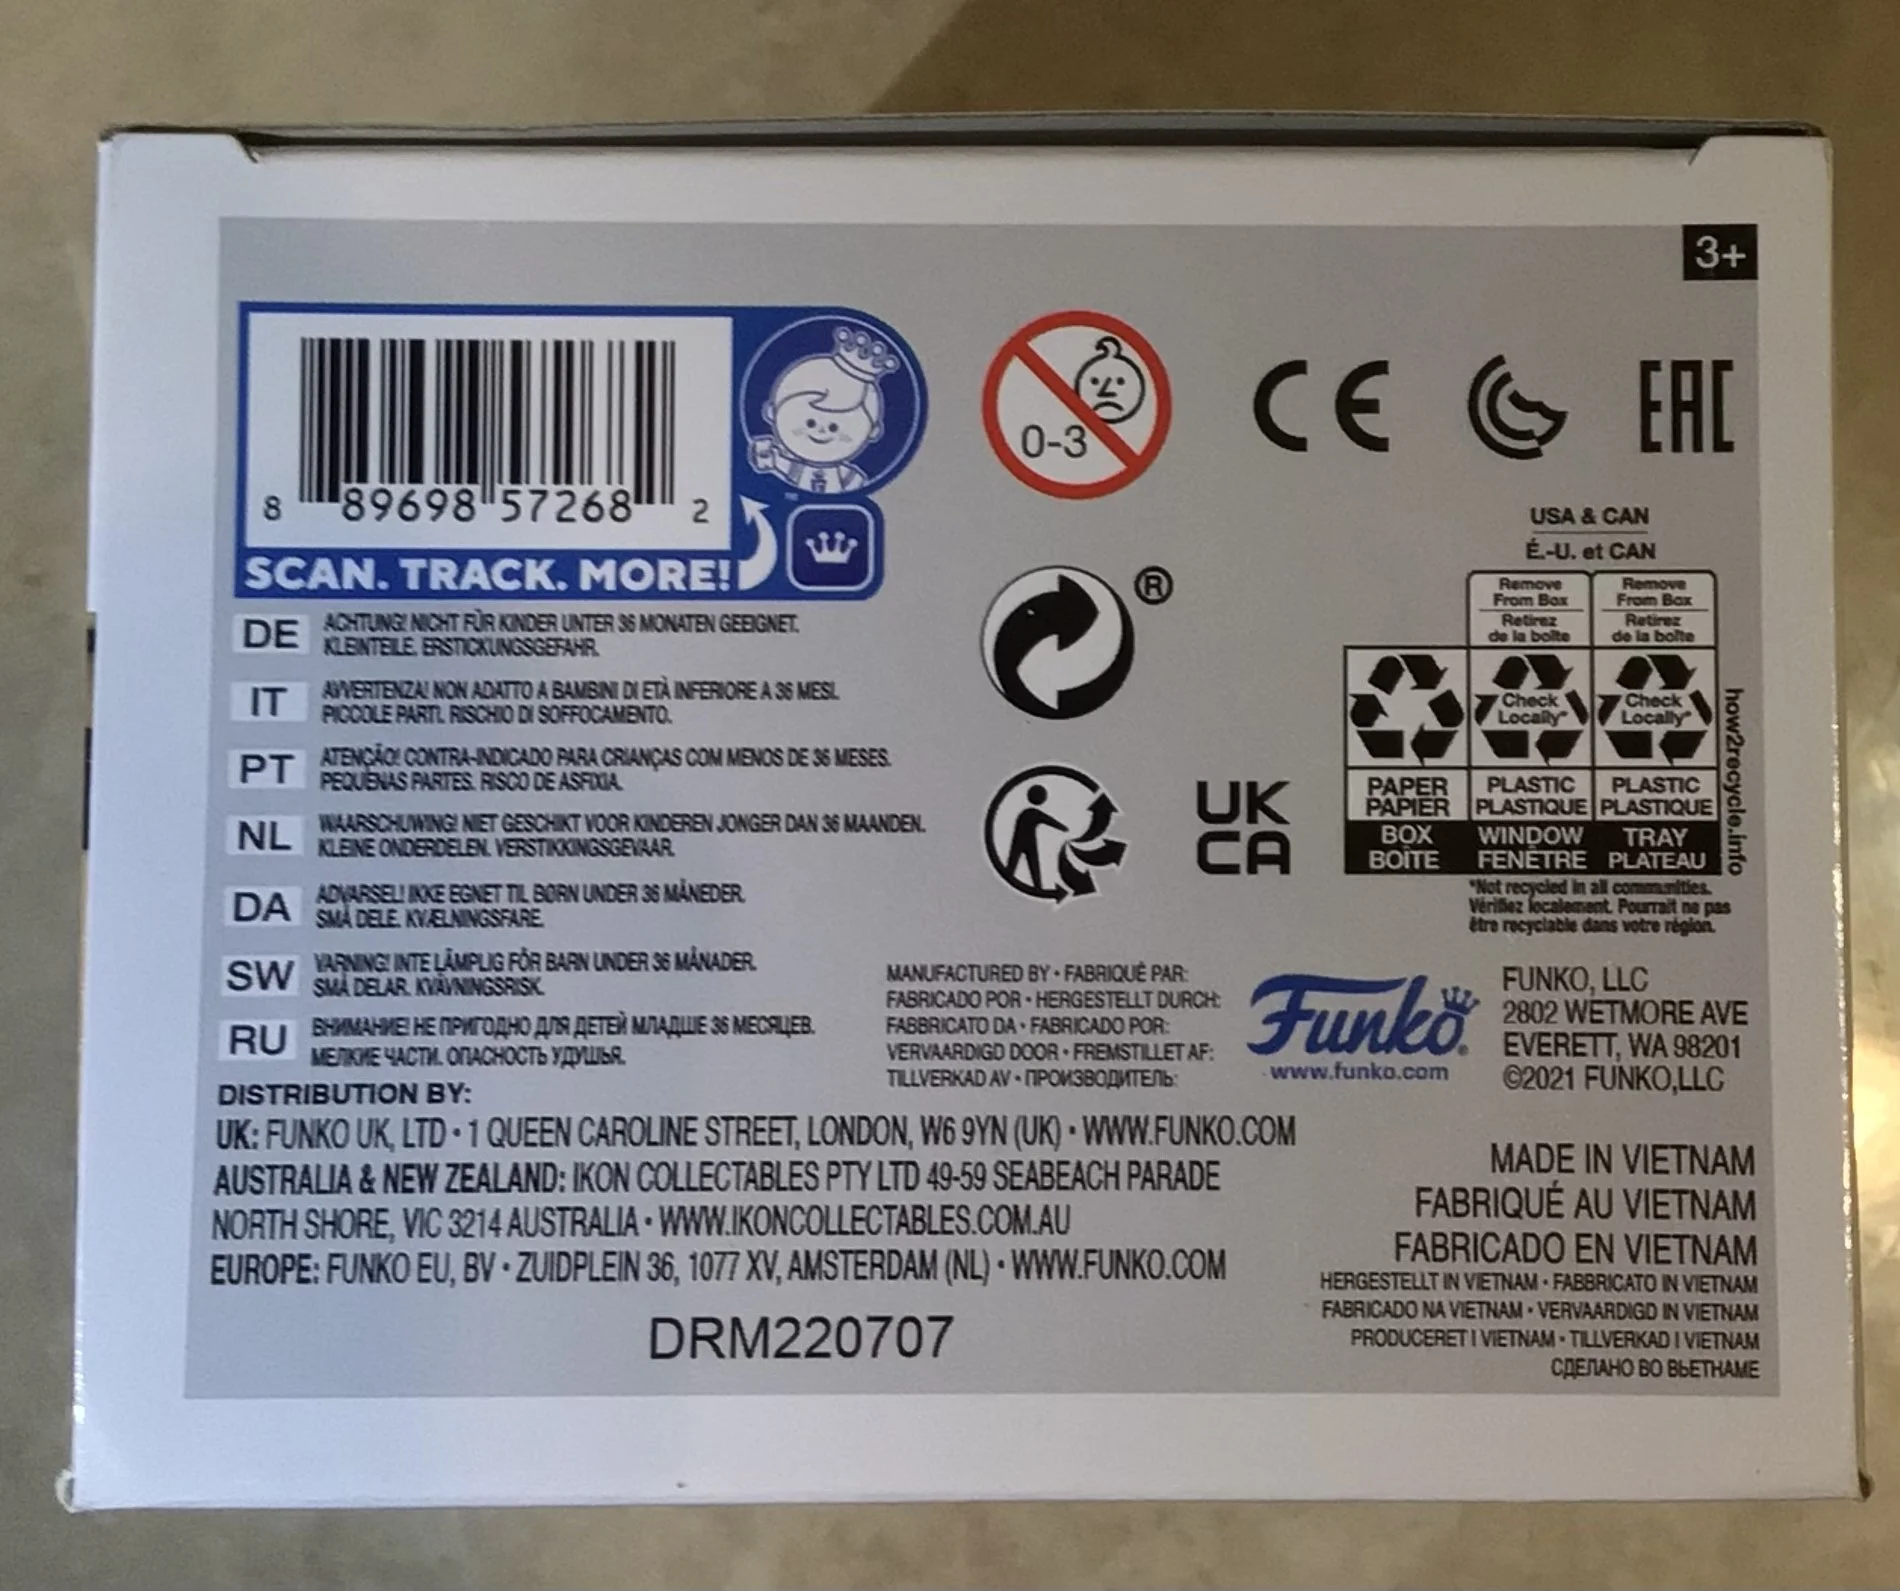 3+
8 89698 57268 2
SCAN. TRACK. MORE!
™
0-3
CE
EAC
USA & CAN
É.-U. et CAN
Remove
From Box
Retirez
de la boîte
Remove
From Box
Retirez
de la boîte
Check
Locally*
Check
Locally*
PAPER
PAPIER
PLASTIC
PLASTIQUE
PLASTIC
PLASTIQUE
BOX
BOÎTE
WINDOW
FENÊTRE
TRAY
PLATEAU
how2recycle.info
*Not recycled in all communities.
Vérifiez localement. Pourrait ne pas
être recyclable dans votre région.
®
UK
CA
DE ACHTUNG! NICHT FÜR KINDER UNTER 36 MONATEN GEEIGNET.
KLEINTEILE. ERSTICKUNGSGEFAHR.
IT AVVERTENZA! NON ADATTO A BAMBINI DI ETÀ INFERIORE A 36 MESI.
PICCOLE PARTI. RISCHIO DI SOFFOCAMENTO.
PT ATENÇÃO! CONTRA-INDICADO PARA CRIANÇAS COM MENOS DE 36 MESES.
PEQUENAS PARTES. RISCO DE ASFIXIA.
NL WAARSCHUWING! NIET GESCHIKT VOOR KINDEREN JONGER DAN 36 MAANDEN.
KLEINE ONDERDELEN. VERSTIKKINGSGEVAAR.
DA ADVARSEL! IKKE EGNET TIL BØRN UNDER 36 MÅNEDER.
SMÅ DELE. KVÆLNINGSFARE.
SW VARNING! INTE LÄMPLIG FÖR BARN UNDER 36 MÅNADER.
SMÅ DELAR. KVÄVNINGSRISK.
RU ВНИМАНИЕ! НЕ ПРИГОДНО ДЛЯ ДЕТЕЙ МЛАДШЕ 36 МЕСЯЦЕВ.
МЕЛКИЕ ЧАСТИ. ОПАСНОСТЬ УДУШЬЯ.
MANUFACTURED BY • FABRIQUÉ PAR:
FABRICADO POR • HERGESTELLT DURCH:
FABBRICATO DA • FABRICADO POR:
VERVAARDIGD DOOR • FREMSTILLET AF:
TILLVERKAD AV • ПРОИЗВОДИТЕЛЬ:
Funko®
www.funko.com
FUNKO, LLC
2802 WETMORE AVE
EVERETT, WA 98201
©2021 FUNKO,LLC
DISTRIBUTION BY:
UK: FUNKO UK, LTD • 1 QUEEN CAROLINE STREET, LONDON, W6 9YN (UK) • WWW.FUNKO.COM
AUSTRALIA & NEW ZEALAND: IKON COLLECTABLES PTY LTD 49-59 SEABEACH PARADE
NORTH SHORE, VIC 3214 AUSTRALIA • WWW.IKONCOLLECTABLES.COM.AU
EUROPE: FUNKO EU, BV • ZUIDPLEIN 36, 1077 XV, AMSTERDAM (NL) • WWW.FUNKO.COM
DRM220707
MADE IN VIETNAM
FABRIQUÉ AU VIETNAM
FABRICADO EN VIETNAM
HERGESTELLT IN VIETNAM • FABBRICATO IN VIETNAM
FABRICADO NA VIETNAM • VERVAARDIGD IN VIETNAM
PRODUCERET I VIETNAM • TILLVERKAD I VIETNAM
СДЕЛАНО ВО ВЬЕТНАМЕ